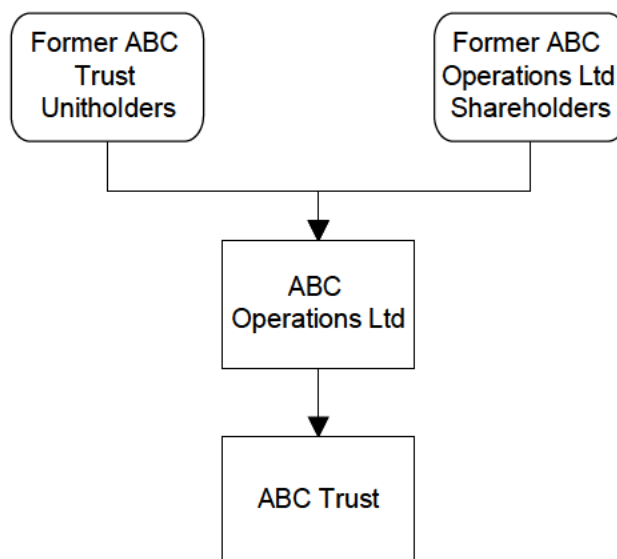 Former ABC
Trust
Unitholders
Former ABC
Operations Ltd
Shareholders
ABC
Operations Ltd
ABC Trust